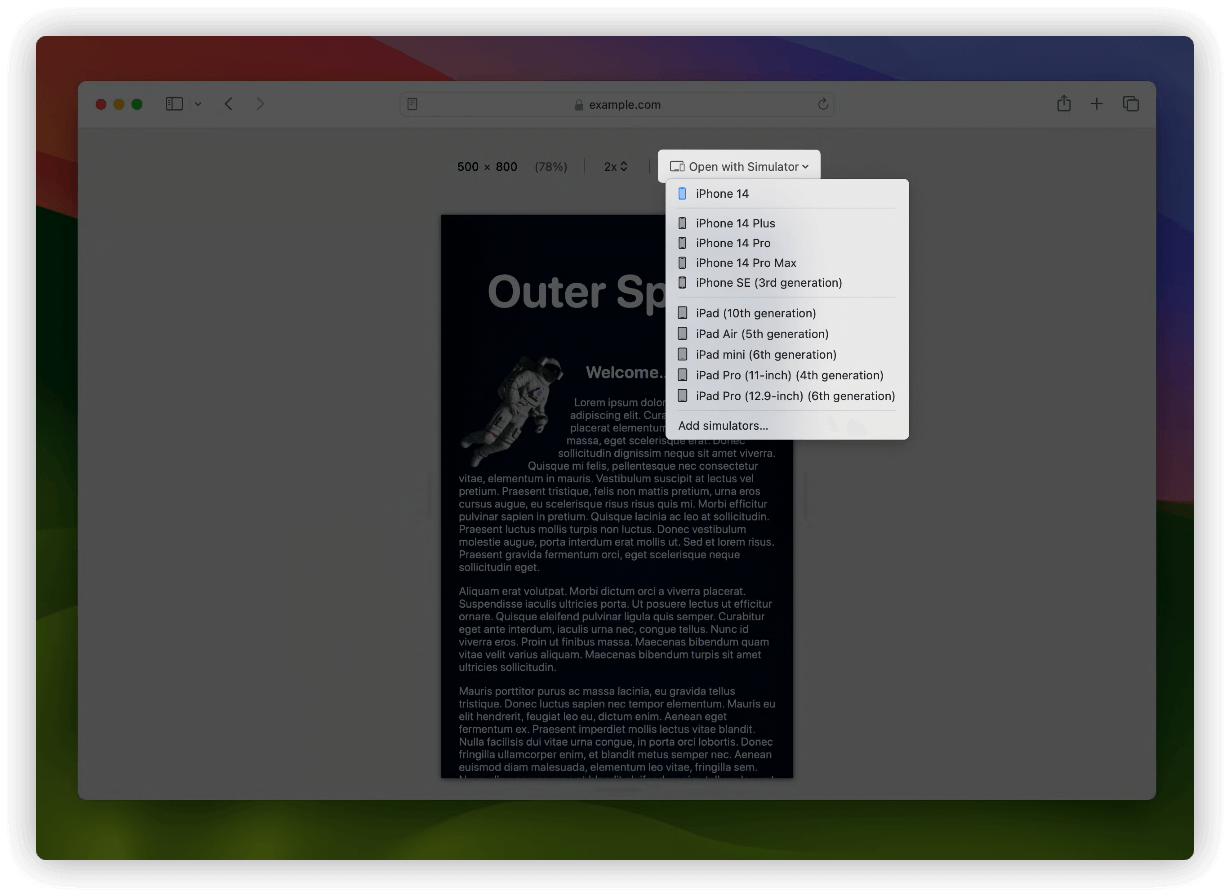 example.com
500 × 800 (78%) 2x Open with Simulator
iPhone 14
iPhone 14 Plus
iPhone 14 Pro
iPhone 14 Pro Max
iPhone SE (3rd generation)
iPad (10th generation)
iPad Air (5th generation)
iPad mini (6th generation)
iPad Pro (11-inch) (4th generation)
iPad Pro (12.9-inch) (6th generation)
Add simulators...
Outer Sp
Welcome..
Lorem ipsum dolor
adipiscing elit. Cura
placerat elementum
massa, eget scelerisque erat. Donec
sollicitudin dignissim neque sit amet viverra.
Quisque mi felis, pellentesque nec consectetur
vitae, elementum in mauris. Vestibulum suscipit at lectus vel
pretium. Praesent tristique, felis non mattis pretium, urna eros
cursus augue, eu scelerisque risus risus quis mi. Morbi efficitur
pulvinar sapien in pretium. Quisque lacinia ac leo at sollicitudin.
Praesent luctus mollis turpis non luctus. Donec vestibulum
molestie augue, porta interdum erat mollis ut. Sed et lorem risus.
Praesent gravida fermentum orci, eget scelerisque neque
sollicitudin eget.
Aliquam erat volutpat. Morbi dictum orci a viverra placerat.
Suspendisse iaculis ultricies porta. Ut posuere lectus ut efficitur
ornare. Quisque eleifend pulvinar ligula quis semper. Curabitur
eget ante interdum, iaculis urna nec, congue tellus. Nunc id
viverra eros. Proin ut finibus massa. Maecenas bibendum quam
vitae velit varius aliquam. Maecenas bibendum turpis sit amet
ultricies sollicitudin.
Mauris porttitor purus ac massa lacinia, eu gravida tellus
tristique. Donec luctus sapien nec tempor elementum. Mauris eu
elit hendrerit, feugiat leo eu, dictum enim. Aenean eget
fermentum ex. Praesent imperdiet mollis lectus vitae blandit.
Nulla facilisis dui vitae urna congue, in porta orci lobortis. Donec
fringilla ullamcorper enim, et blandit metus semper nec. Aenean
euismod diam malesuada, elementum leo vitae, fringilla sem.